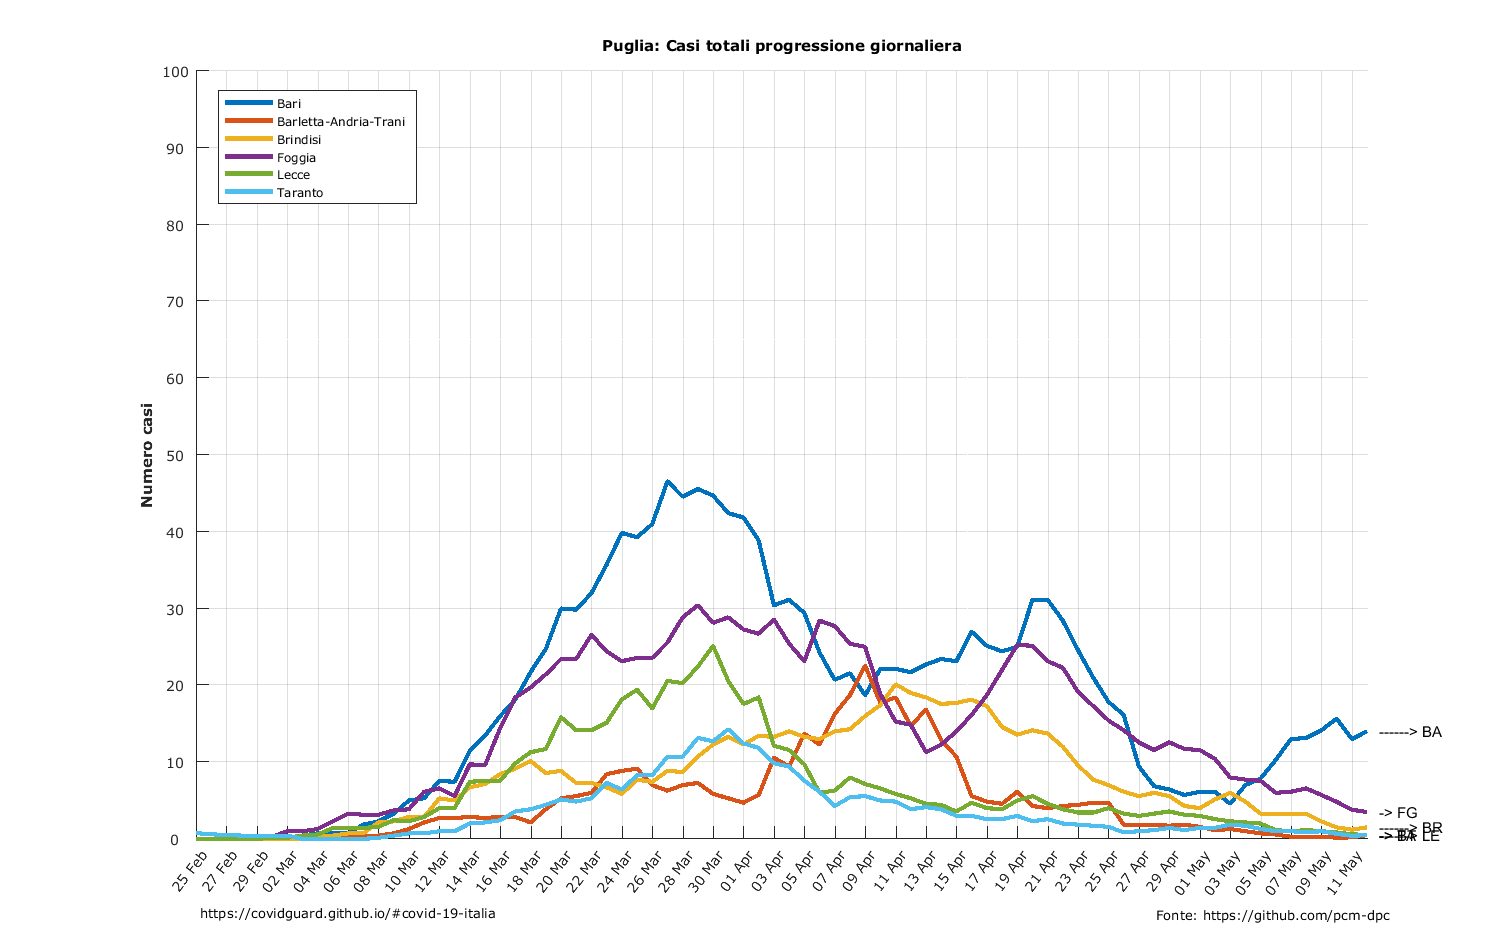 Puglia: Casi totali progressione giornaliera
Numero casi
100
90
80
70
60
50
40
30
20
10
0
Bari
Barletta-Andria-Trani
Brindisi
Foggia
Lecce
Taranto
------> BA
-> FG
------> BR
25 Feb
27 Feb
29 Feb
02 Mar
04 Mar
06 Mar
08 Mar
10 Mar
12 Mar
14 Mar
16 Mar
18 Mar
20 Mar
22 Mar
24 Mar
26 Mar
28 Mar
30 Mar
01 Apr
03 Apr
05 Apr
07 Apr
09 Apr
11 Apr
13 Apr
15 Apr
17 Apr
19 Apr
21 Apr
23 Apr
25 Apr
27 Apr
29 Apr
01 May
03 May
05 May
07 May
09 May
11 May
https://covidguard.github.io/#covid-19-italia
Fonte: https://github.com/pcm-dpc